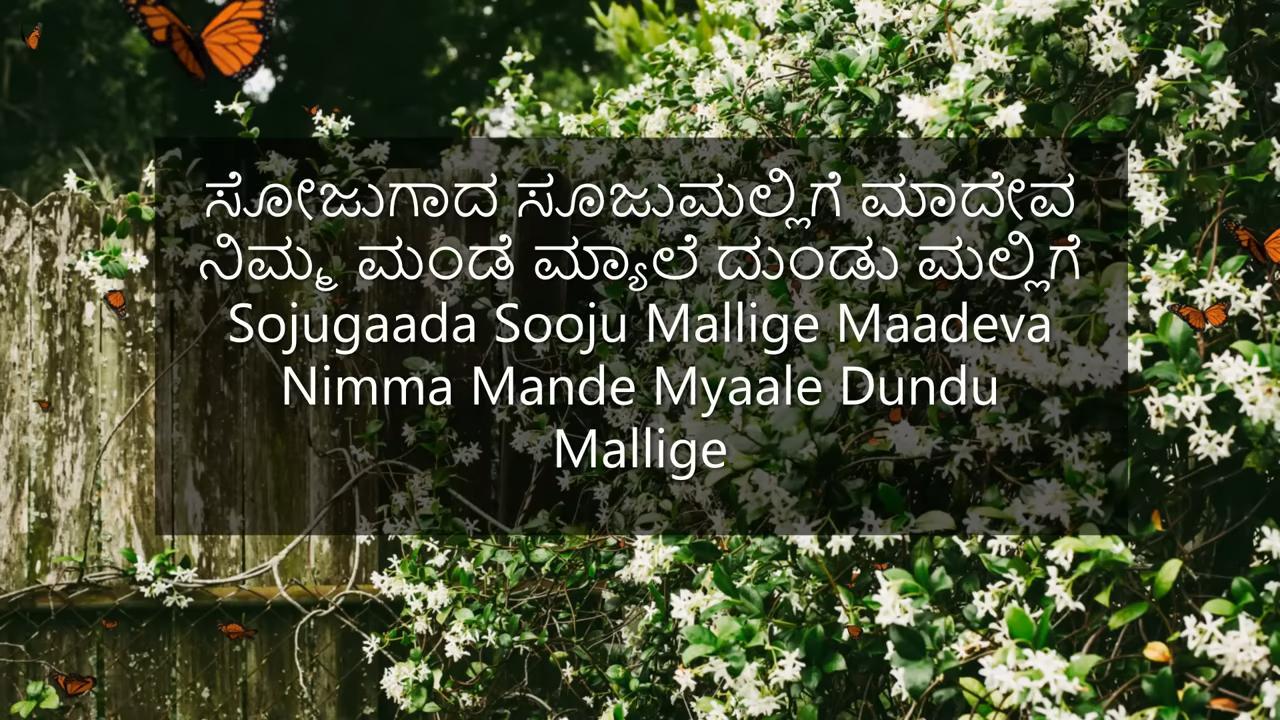 ಸೋಜುಗಾದ ಸೂಜುಮಲ್ಲಿಗೆ ಮಾದೇವ
ನಿಮ್ಮ ಮಂಡೆ ಮ್ಯಾಲೆ ದುಂಡು ಮಲ್ಲಿಗೆ
Sojugaada Sooju Mallige Maadeva
Nimma Mande Myaale Dundu
Mallige